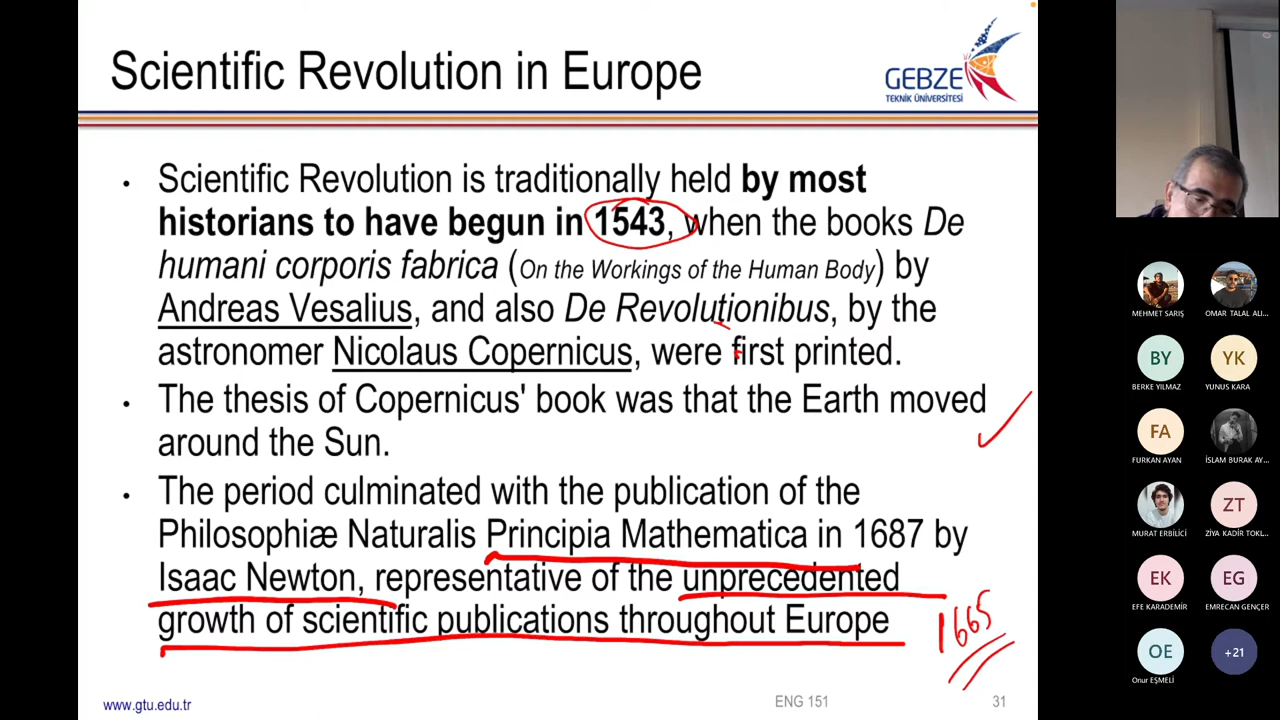 Scientific Revolution in Europe
GEBZE
TEKNİK ÜNİVERSİTESİ
• Scientific Revolution is traditionally held by most
historians to have begun in 1543, when the books De
humani corporis fabrica (On the Workings of the Human Body) by
Andreas Vesalius, and also De Revolutionibus, by the
astronomer Nicolaus Copernicus, were first printed.
• The thesis of Copernicus' book was that the Earth moved
around the Sun.
• The period culminated with the publication of the
Philosophiæ Naturalis Principia Mathematica in 1687 by
Isaac Newton, representative of the unprecedented
growth of scientific publications throughout Europe
1665
www.gtu.edu.tr
ENG 151
31
MEHMET SARIŞ
OMAR TALAL ALI...
BY
YK
BERKE YILMAZ
YUNUS KARA
FA
FURKAN AYAN
İSLAM BURAK AY...
ZT
MURAT ERBİLİCİ
ZİYA KADİR TOKL...
EK
EG
EFE KARADEMİR
EMRECAN GENÇER
OE
+21
Onur EŞMELİ